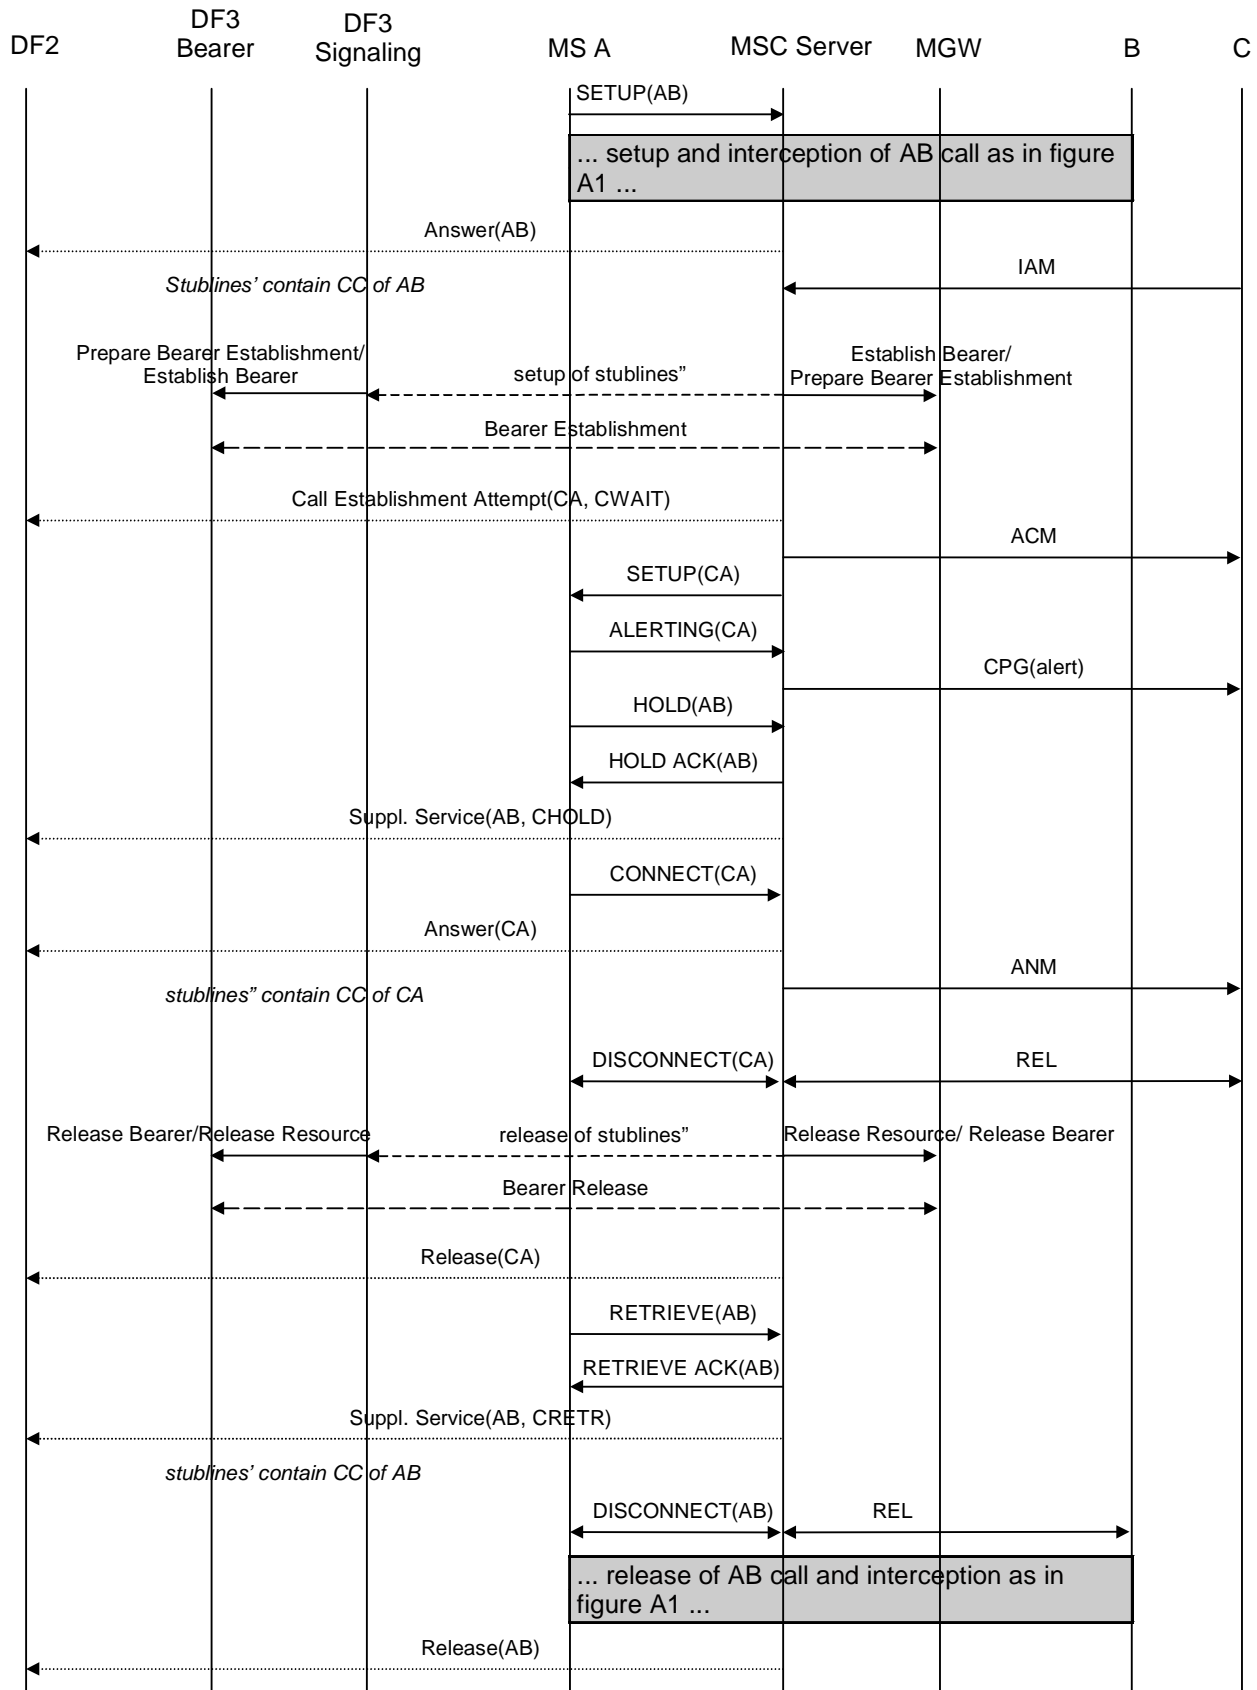 DF2
DF3
Bearer
DF3
Signaling
MS A
MSC Server
MGW
B
C
SETUP(AB)
... setup and interception of AB call as in figure
A1 ...
Answer(AB)
IAM
Stublines’ contain CC of AB
Prepare Bearer Establishment/
Establish Bearer
setup of stublines”
Establish Bearer/
Prepare Bearer Establishment
Bearer Establishment
Call Establishment Attempt(CA, CWAIT)
ACM
SETUP(CA)
ALERTING(CA)
CPG(alert)
HOLD(AB)
HOLD ACK(AB)
Suppl. Service(AB, CHOLD)
CONNECT(CA)
Answer(CA)
ANM
stublines” contain CC of CA
DISCONNECT(CA)
REL
Release Bearer/Release Resource
release of stublines”
Release Resource/ Release Bearer
Bearer Release
Release(CA)
RETRIEVE(AB)
RETRIEVE ACK(AB)
Suppl. Service(AB, CRETR)
stublines’ contain CC of AB
DISCONNECT(AB)
REL
... release of AB call and interception as in
figure A1 ...
Release(AB)